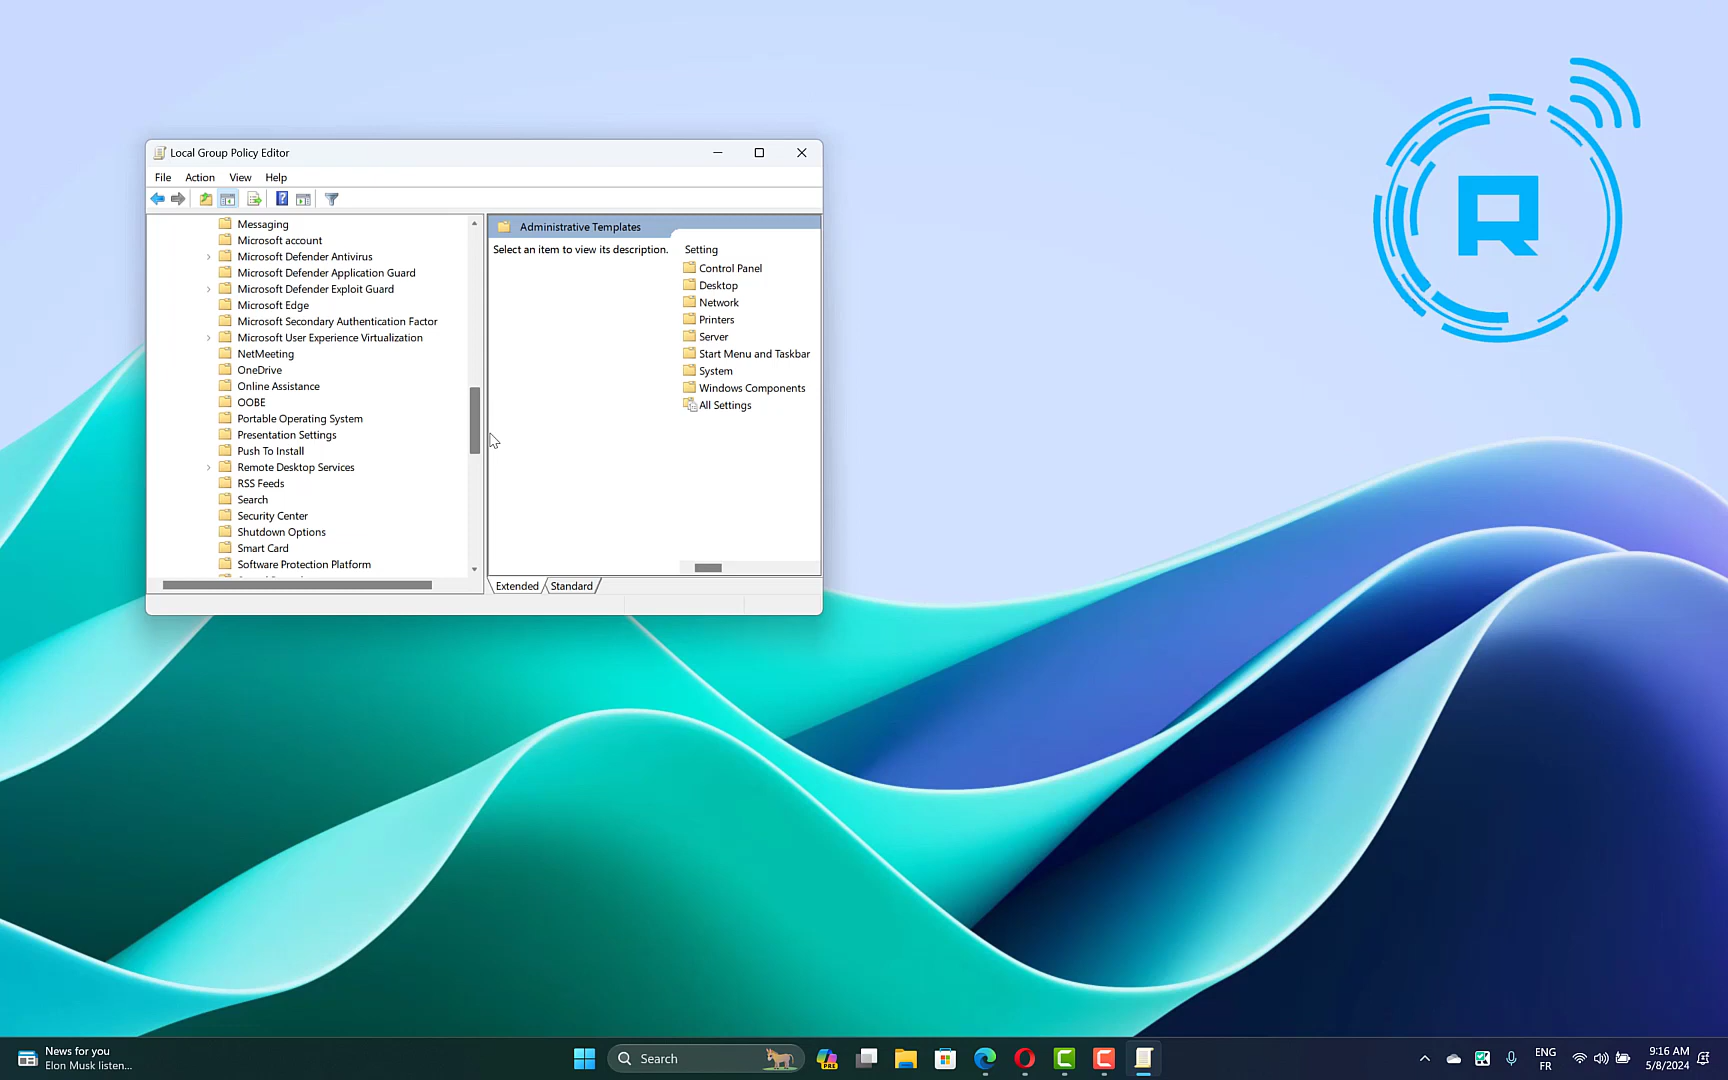 Local Group Policy Editor
File Action View Help
Messaging
Microsoft account
Microsoft Defender Antivirus
Microsoft Defender Application Guard
Microsoft Defender Exploit Guard
Microsoft Edge
Microsoft Secondary Authentication Factor
Microsoft User Experience Virtualization
NetMeeting
OneDrive
Online Assistance
OOBE
Portable Operating System
Presentation Settings
Push To Install
Remote Desktop Services
RSS Feeds
Search
Security Center
Shutdown Options
Smart Card
Software Protection Platform
Administrative Templates
Select an item to view its description.
Setting
Control Panel
Desktop
Network
Printers
Server
Start Menu and Taskbar
System
Windows Components
All Settings
Extended Standard
R
News for you
Elon Musk listen...
Search
PRE
ENG
FR
9:16 AM
5/8/2024